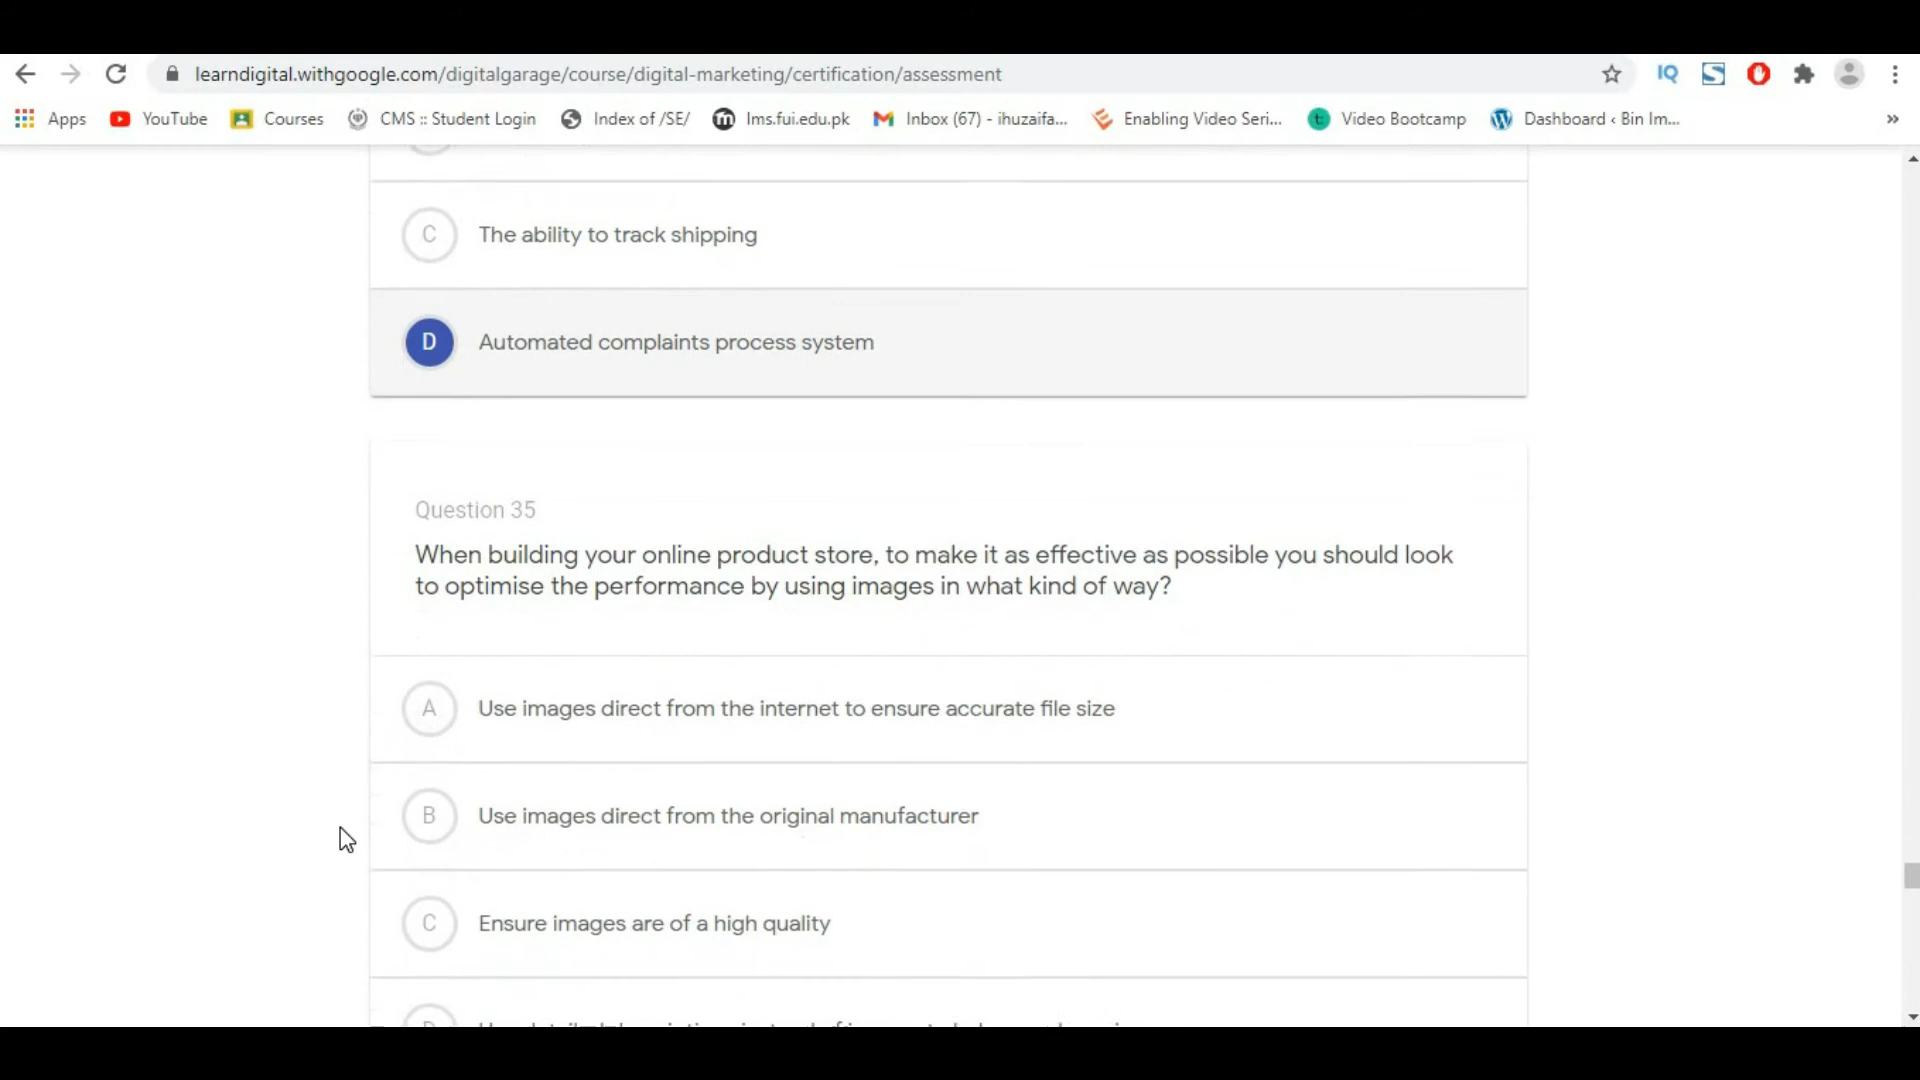 learndigital.withgoogle.com/digitalgarage/course/digital-marketing/certification/assessment
IQ
Apps YouTube Courses CMS :: Student Login Index of /SE/ lms.fui.edu.pk Inbox (67) - ihuzaifa... Enabling Video Seri... Video Bootcamp Dashboard ‹ Bin Im... »
C The ability to track shipping
D Automated complaints process system
Question 35
When building your online product store, to make it as effective as possible you should look
to optimise the performance by using images in what kind of way?
A Use images direct from the internet to ensure accurate file size
B Use images direct from the original manufacturer
C Ensure images are of a high quality